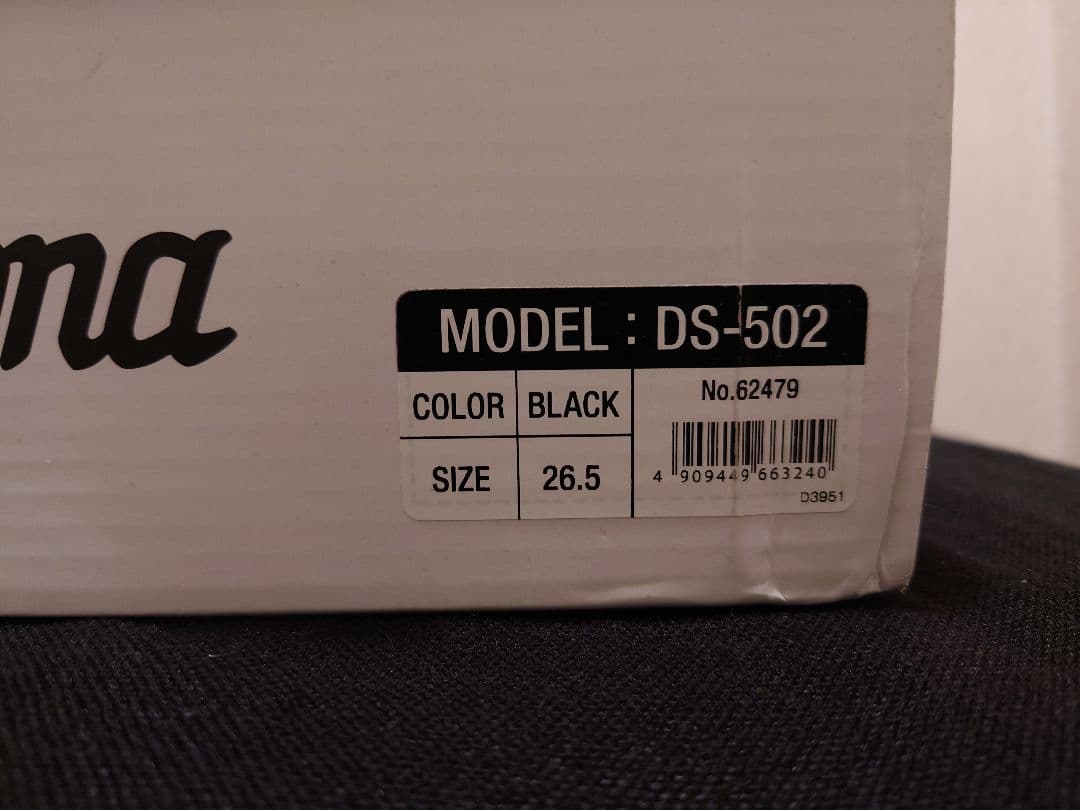 ma
MODEL : DS-502
COLOR BLACK
No.62479
SIZE 26.5
4 909449 663240
D3951